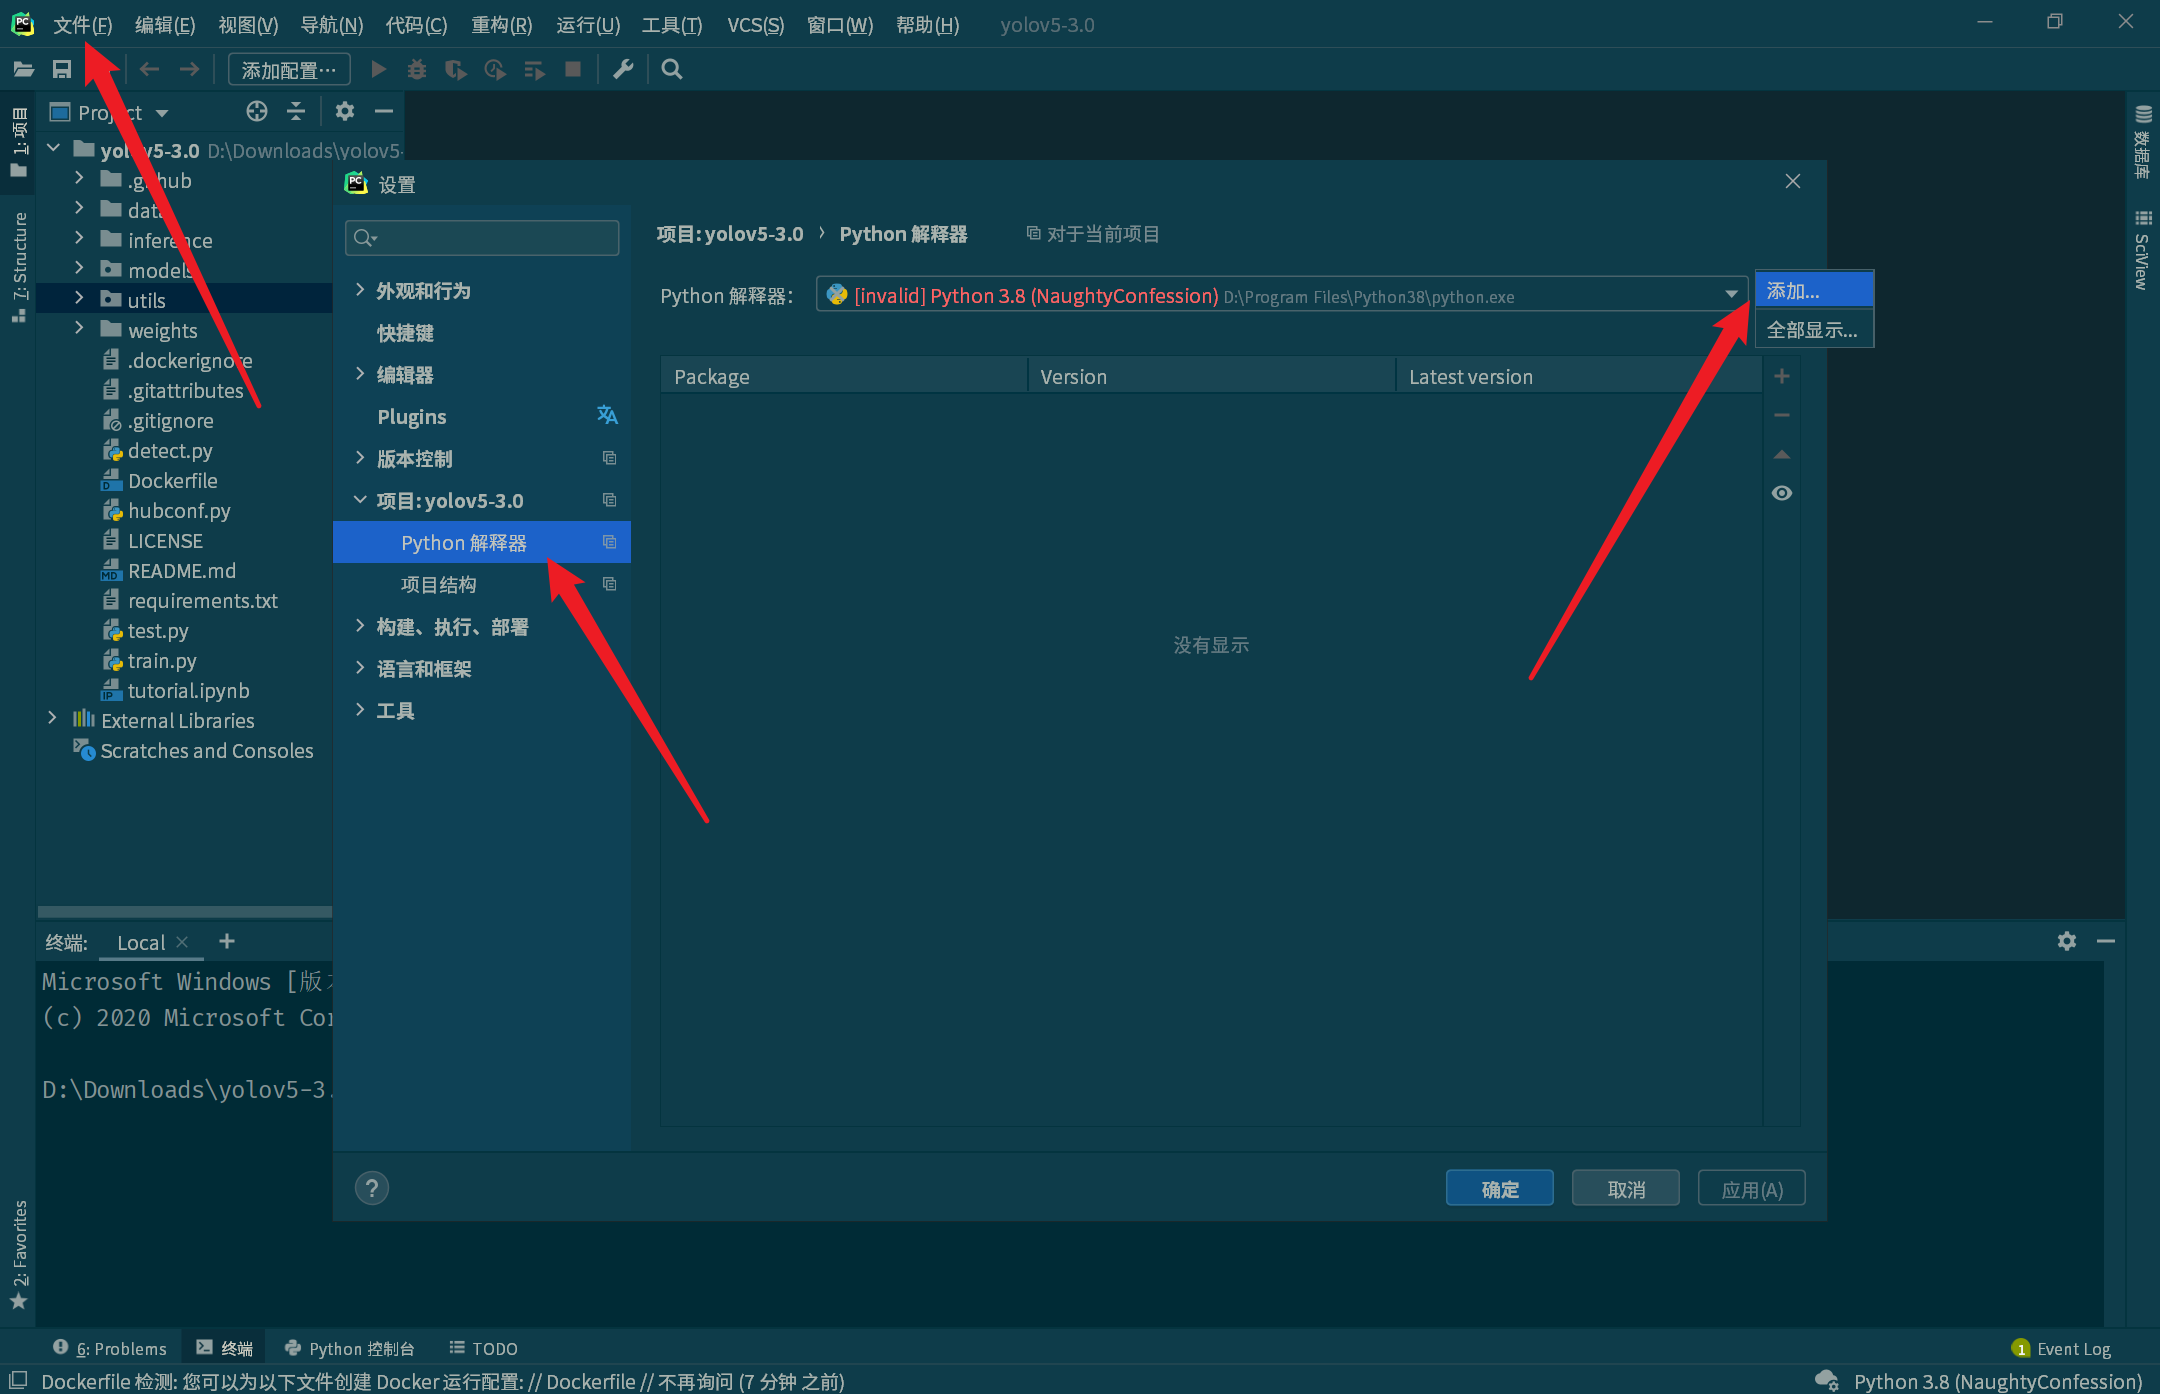 文件(F) 编辑(E) 视图(V) 导航(N) 代码(C) 重构(R) 运行(U) 工具(T) VCS(S) 窗口(W) 帮助(H) yolov5-3.0
添加配置...
1: 项目
7: Structure
2: Favorites
数据库
SciView
Project
yolov5-3.0 D:\Downloads\yolov5-
.github
data
inference
models
utils
weights
.dockerignore
.gitattributes
.gitignore
detect.py
Dockerfile
hubconf.py
LICENSE
README.md
requirements.txt
test.py
train.py
tutorial.ipynb
External Libraries
Scratches and Consoles
设置
外观和行为
快捷键
编辑器
Plugins
版本控制
项目: yolov5-3.0
Python 解释器
项目结构
构建、执行、部署
语言和框架
工具
项目: yolov5-3.0 › Python 解释器 对于当前项目
Python 解释器: [invalid] Python 3.8 (NaughtyConfession) D:\Program Files\Python38\python.exe
添加...
全部显示...
Package Version Latest version
没有显示
? 确定 取消 应用(A)
终端: Local
Microsoft Windows [版
(c) 2020 Microsoft Cor
D:\Downloads\yolov5-3.
6: Problems 终端 Python 控制台 TODO 1 Event Log
Dockerfile 检测: 您可以为以下文件创建 Docker 运行配置: // Dockerfile // 不再询问 (7 分钟 之前) Python 3.8 (NaughtyConfession)